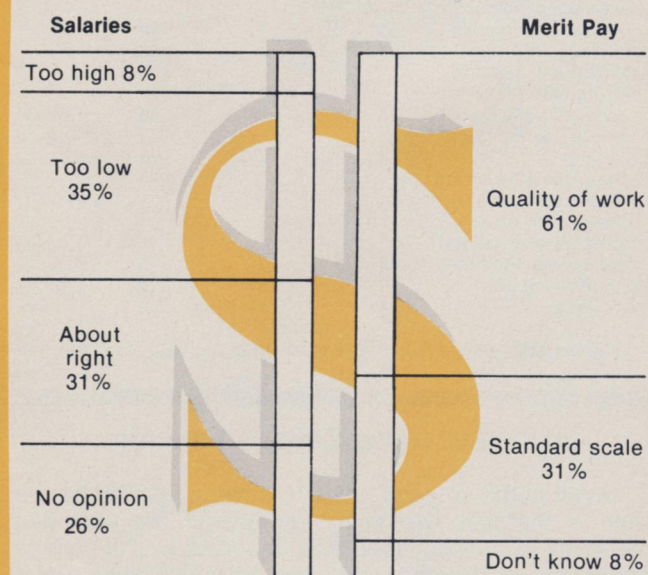 Salaries
Too high 8%
Too low
35%
About
right
31%
No opinion
26%
Merit Pay
Quality of work
61%
Standard scale
31%
Don't know 8%